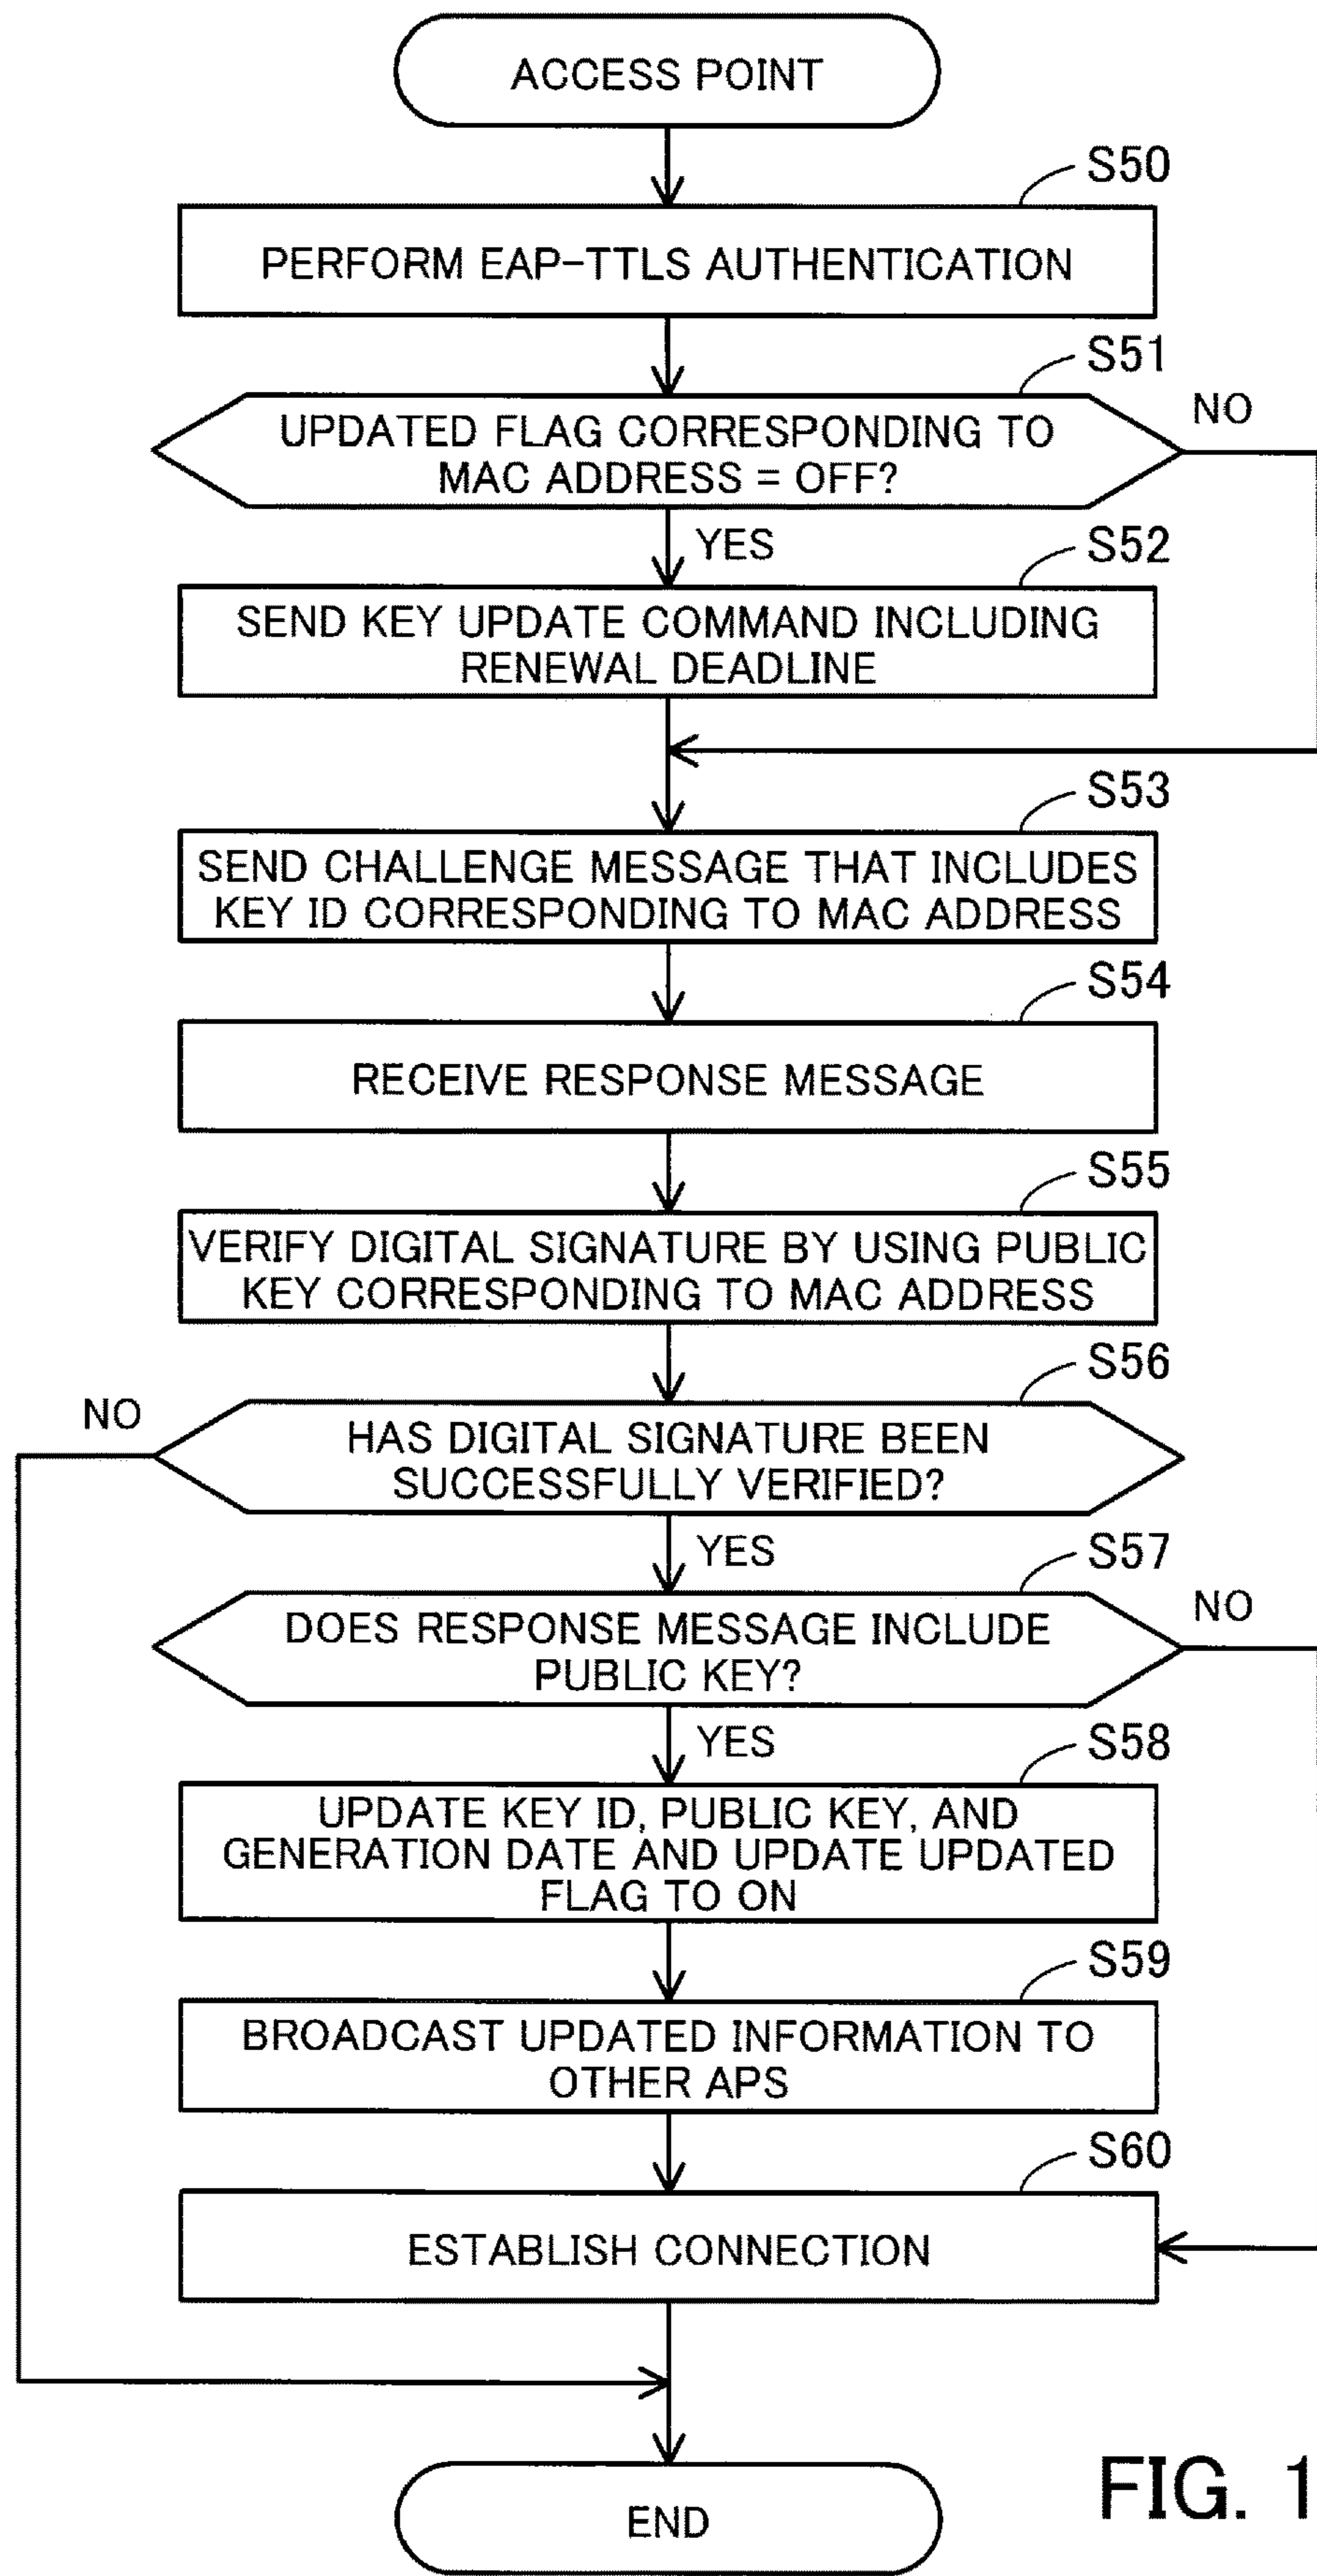 ACCESS POINT
S50
PERFORM EAP-TTLS AUTHENTICATION
S51
UPDATED FLAG CORRESPONDING TO
MAC ADDRESS = OFF?
NO
YES
S52
SEND KEY UPDATE COMMAND INCLUDING
RENEWAL DEADLINE
S53
SEND CHALLENGE MESSAGE THAT INCLUDES
KEY ID CORRESPONDING TO MAC ADDRESS
S54
RECEIVE RESPONSE MESSAGE
S55
VERIFY DIGITAL SIGNATURE BY USING PUBLIC
KEY CORRESPONDING TO MAC ADDRESS
S56
NO
HAS DIGITAL SIGNATURE BEEN
SUCCESSFULLY VERIFIED?
YES
S57
DOES RESPONSE MESSAGE INCLUDE
PUBLIC KEY?
NO
YES
S58
UPDATE KEY ID, PUBLIC KEY, AND
GENERATION DATE AND UPDATE UPDATED
FLAG TO ON
S59
BROADCAST UPDATED INFORMATION TO
OTHER APS
S60
ESTABLISH CONNECTION
END
FIG. 1